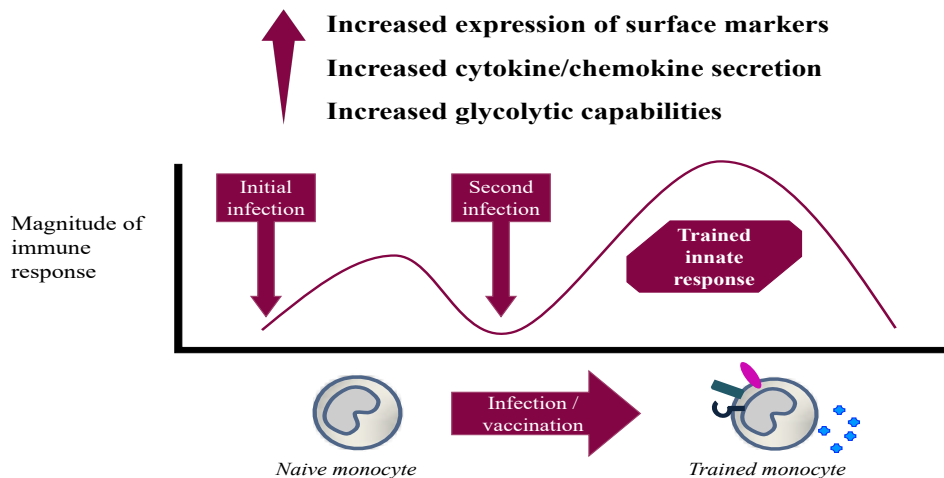 Increased expression of surface markers
Increased cytokine/chemokine secretion
Increased glycolytic capabilities
Initial
infection
Second
infection
Magnitude of
immune
response
Trained
innate
response
Infection /
vaccination
Naive monocyte
Trained monocyte